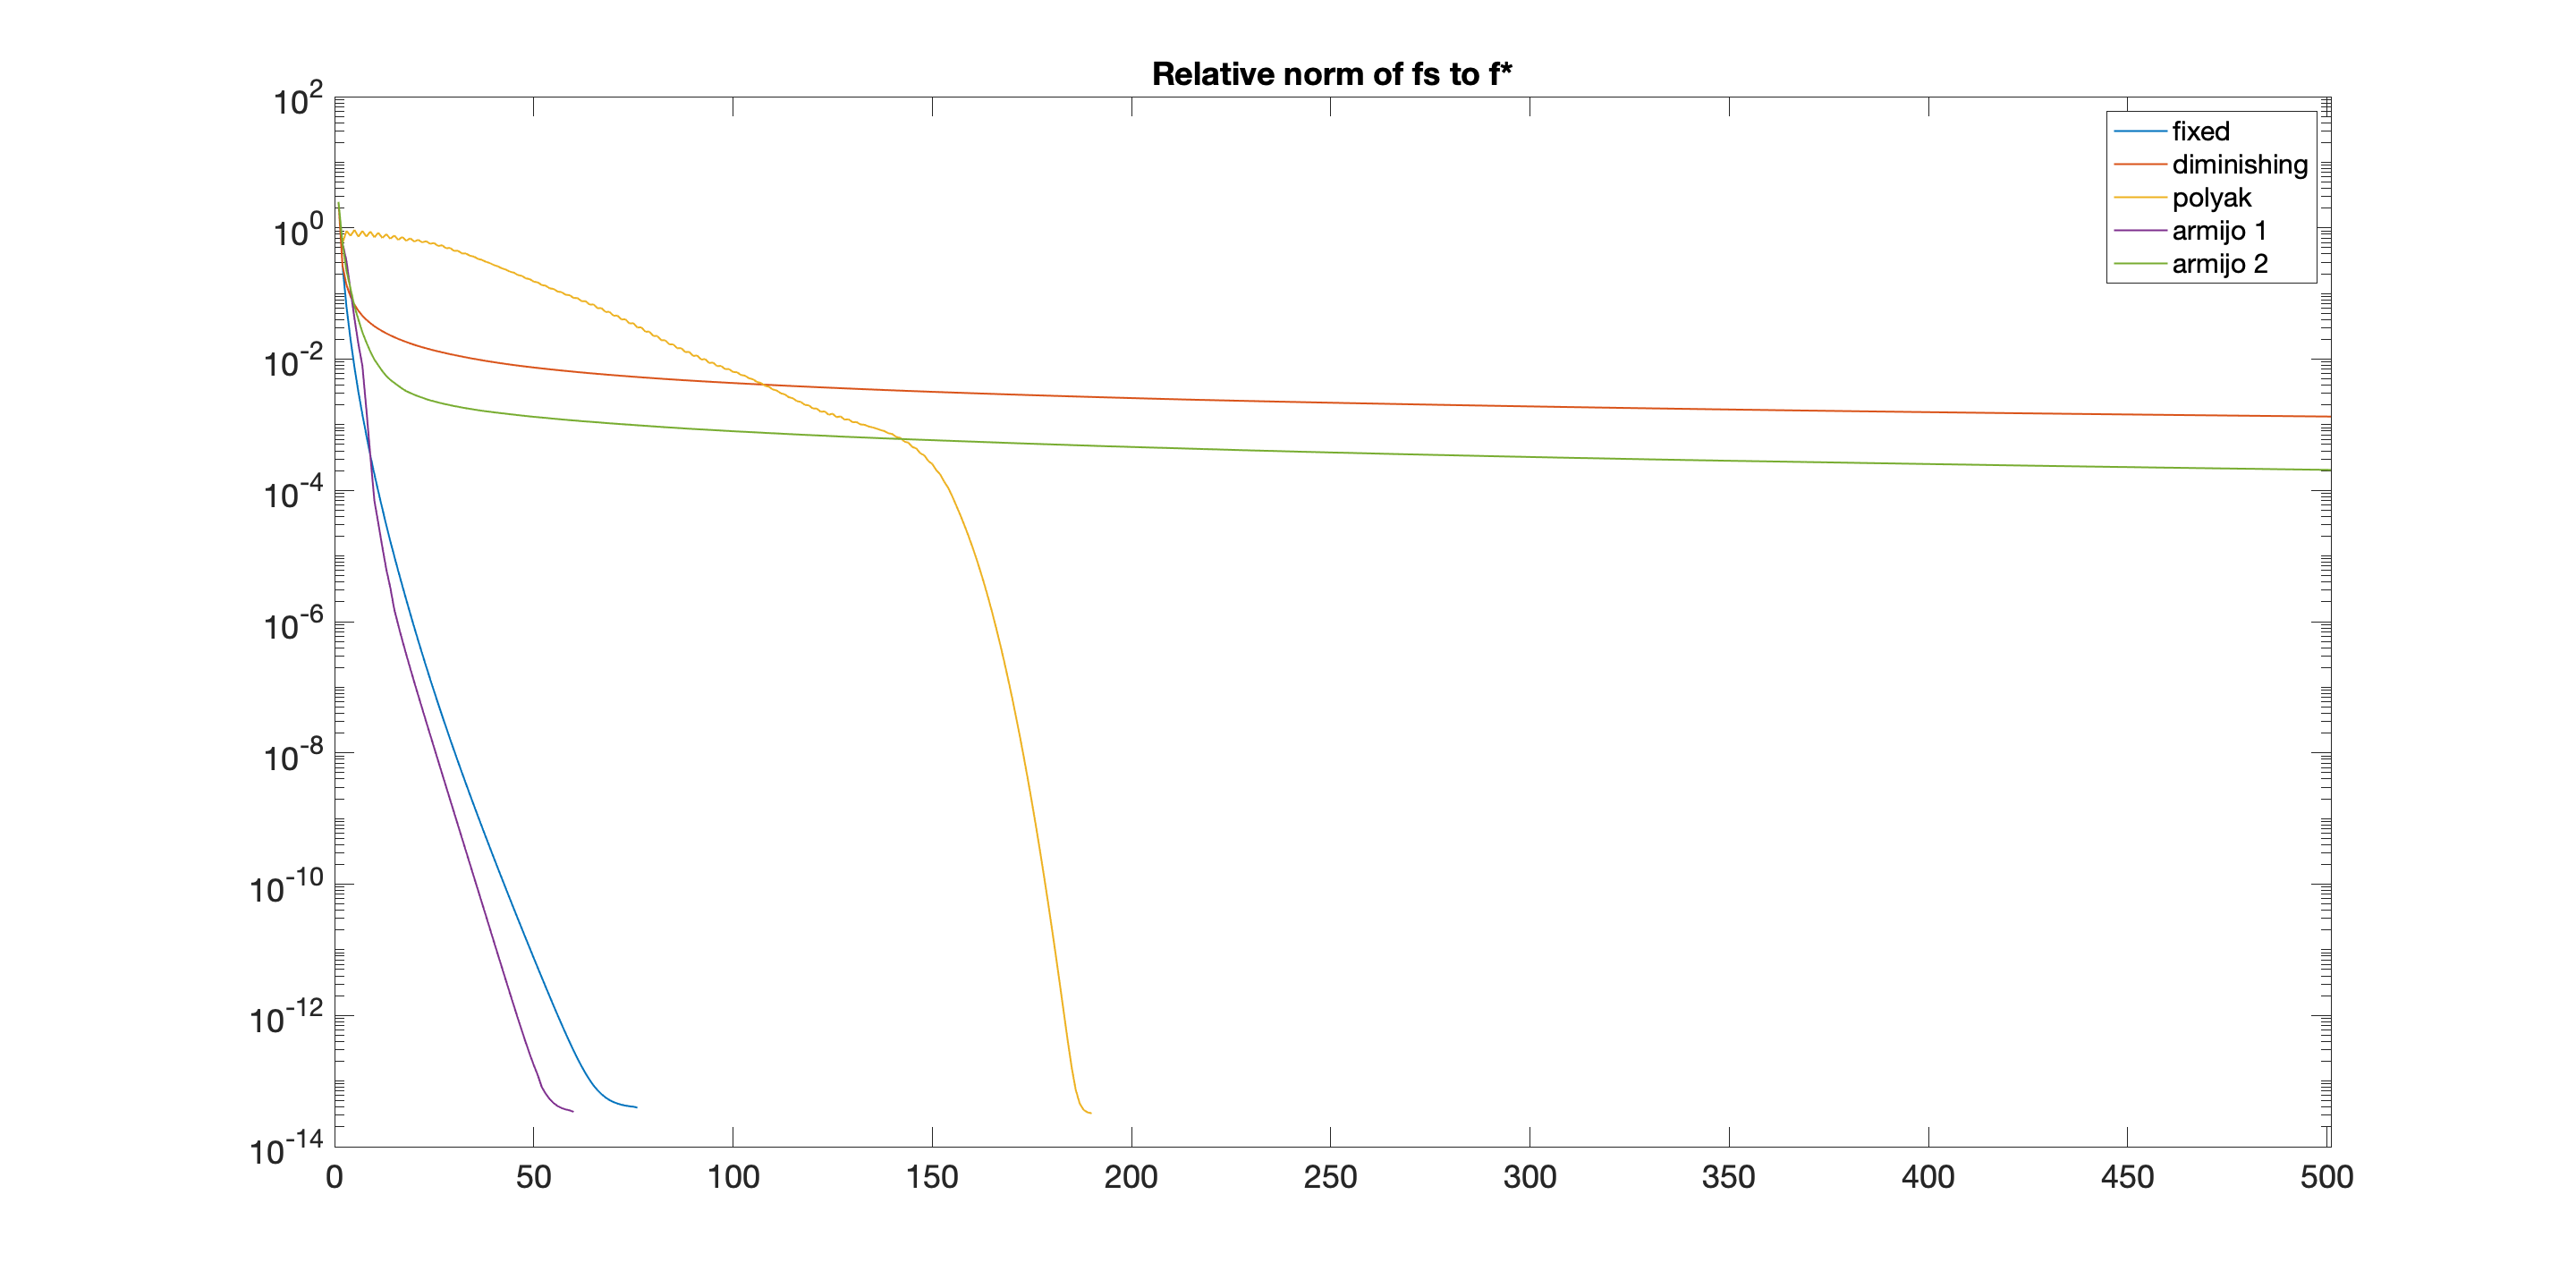 Relative norm of fs to f*
10^2
10^0
10^-2
10^-4
10^-6
10^-8
10^-10
10^-12
10^-14
0 50 100 150 200 250 300 350 400 450 500
fixed
diminishing
polyak
armijo 1
armijo 2